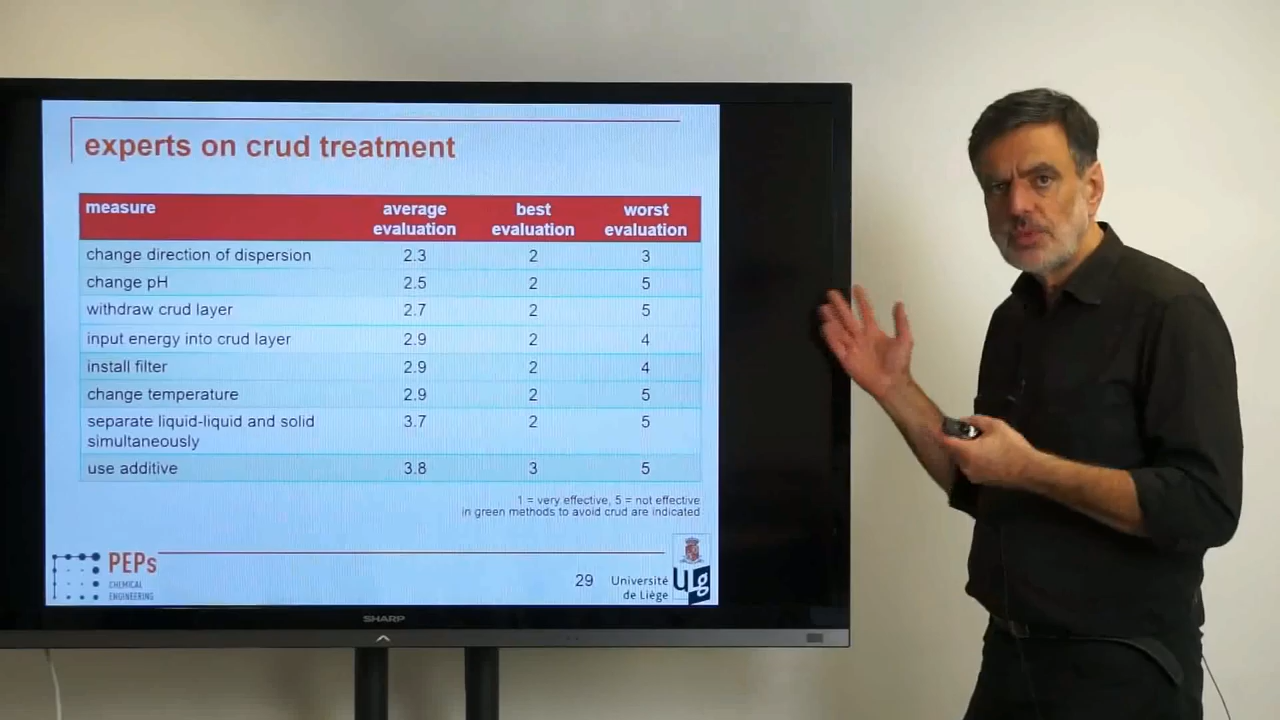 experts on crud treatment
measure average evaluation best evaluation worst evaluation
change direction of dispersion 2.3 2 3
change pH 2.5 2 5
withdraw crud layer 2.7 2 5
input energy into crud layer 2.9 2 4
install filter 2.9 2 4
change temperature 2.9 2 5
separate liquid-liquid and solid simultaneously 3.7 2 5
use additive 3.8 3 5
1 = very effective, 5 = not effective
in green methods to avoid crud are indicated
PEPs
CHEMICAL
ENGINEERING
29
Université
de Liège
ULg
SHARP